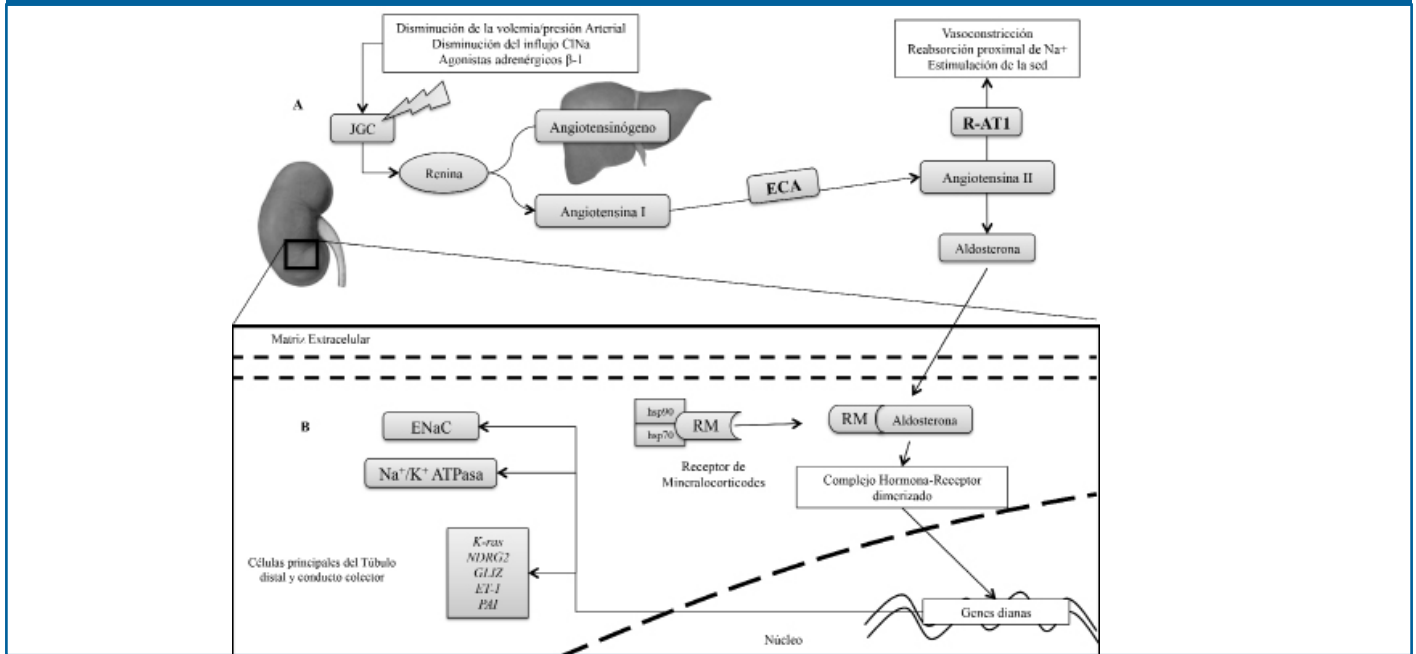 Disminución de la volemia/presión Arterial
Disminución del influjo ClNa
Agonistas adrenérgicos β-1
Vasoconstricción
Reabsorción proximal de Na+
Estimulación de la sed
A
JGC
Angiotensinógeno
R-AT1
Renina
ECA
Angiotensina II
Angiotensina I
Aldosterona
Matriz Extracelular
B
ENaC
hsp90
hsp70
RM
RM
Aldosterona
Na+/K+ ATPasa
Receptor de
Mineralocorticodes
Complejo Hormona-Receptor
dimerizado
Células principales del Túbulo
distal y conducto colector
K-ras
NDRG2
GLIZ
ET-1
PAI
Genes dianas
Núcleo